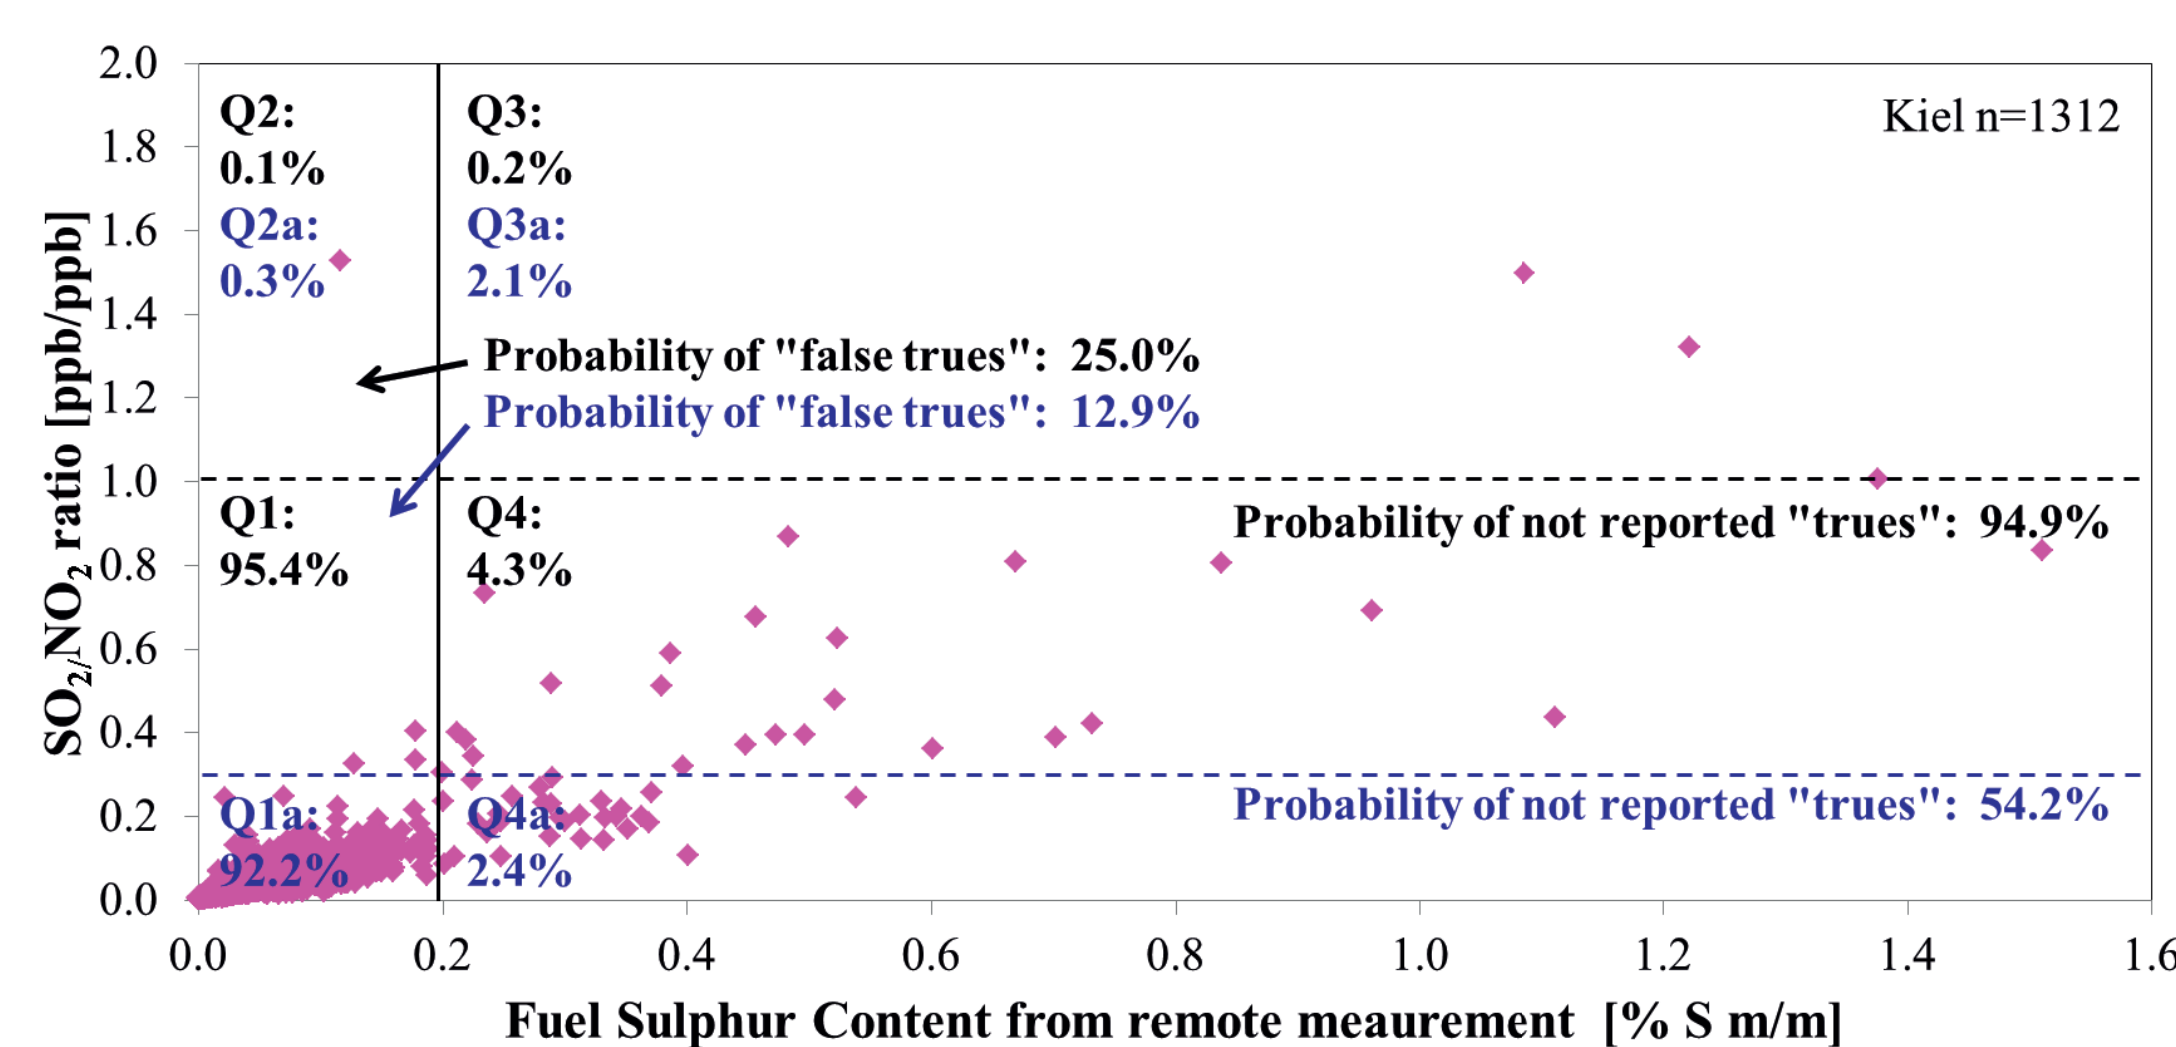 SO2/NO2 ratio [ppb/ppb]
2.0
1.8
1.6
1.4
1.2
1.0
0.8
0.6
0.4
0.2
0.0
Q2:
0.1%
Q2a:
0.3%
Q3:
0.2%
Q3a:
2.1%
Kiel n=1312
Probability of "false trues": 25.0%
Probability of "false trues": 12.9%
Q1:
95.4%
Q4:
4.3%
Probability of not reported "trues": 94.9%
Q1a:
92.2%
Q4a:
2.4%
Probability of not reported "trues": 54.2%
0.0 0.2 0.4 0.6 0.8 1.0 1.2 1.4 1.6
Fuel Sulphur Content from remote meaurement [% S m/m]